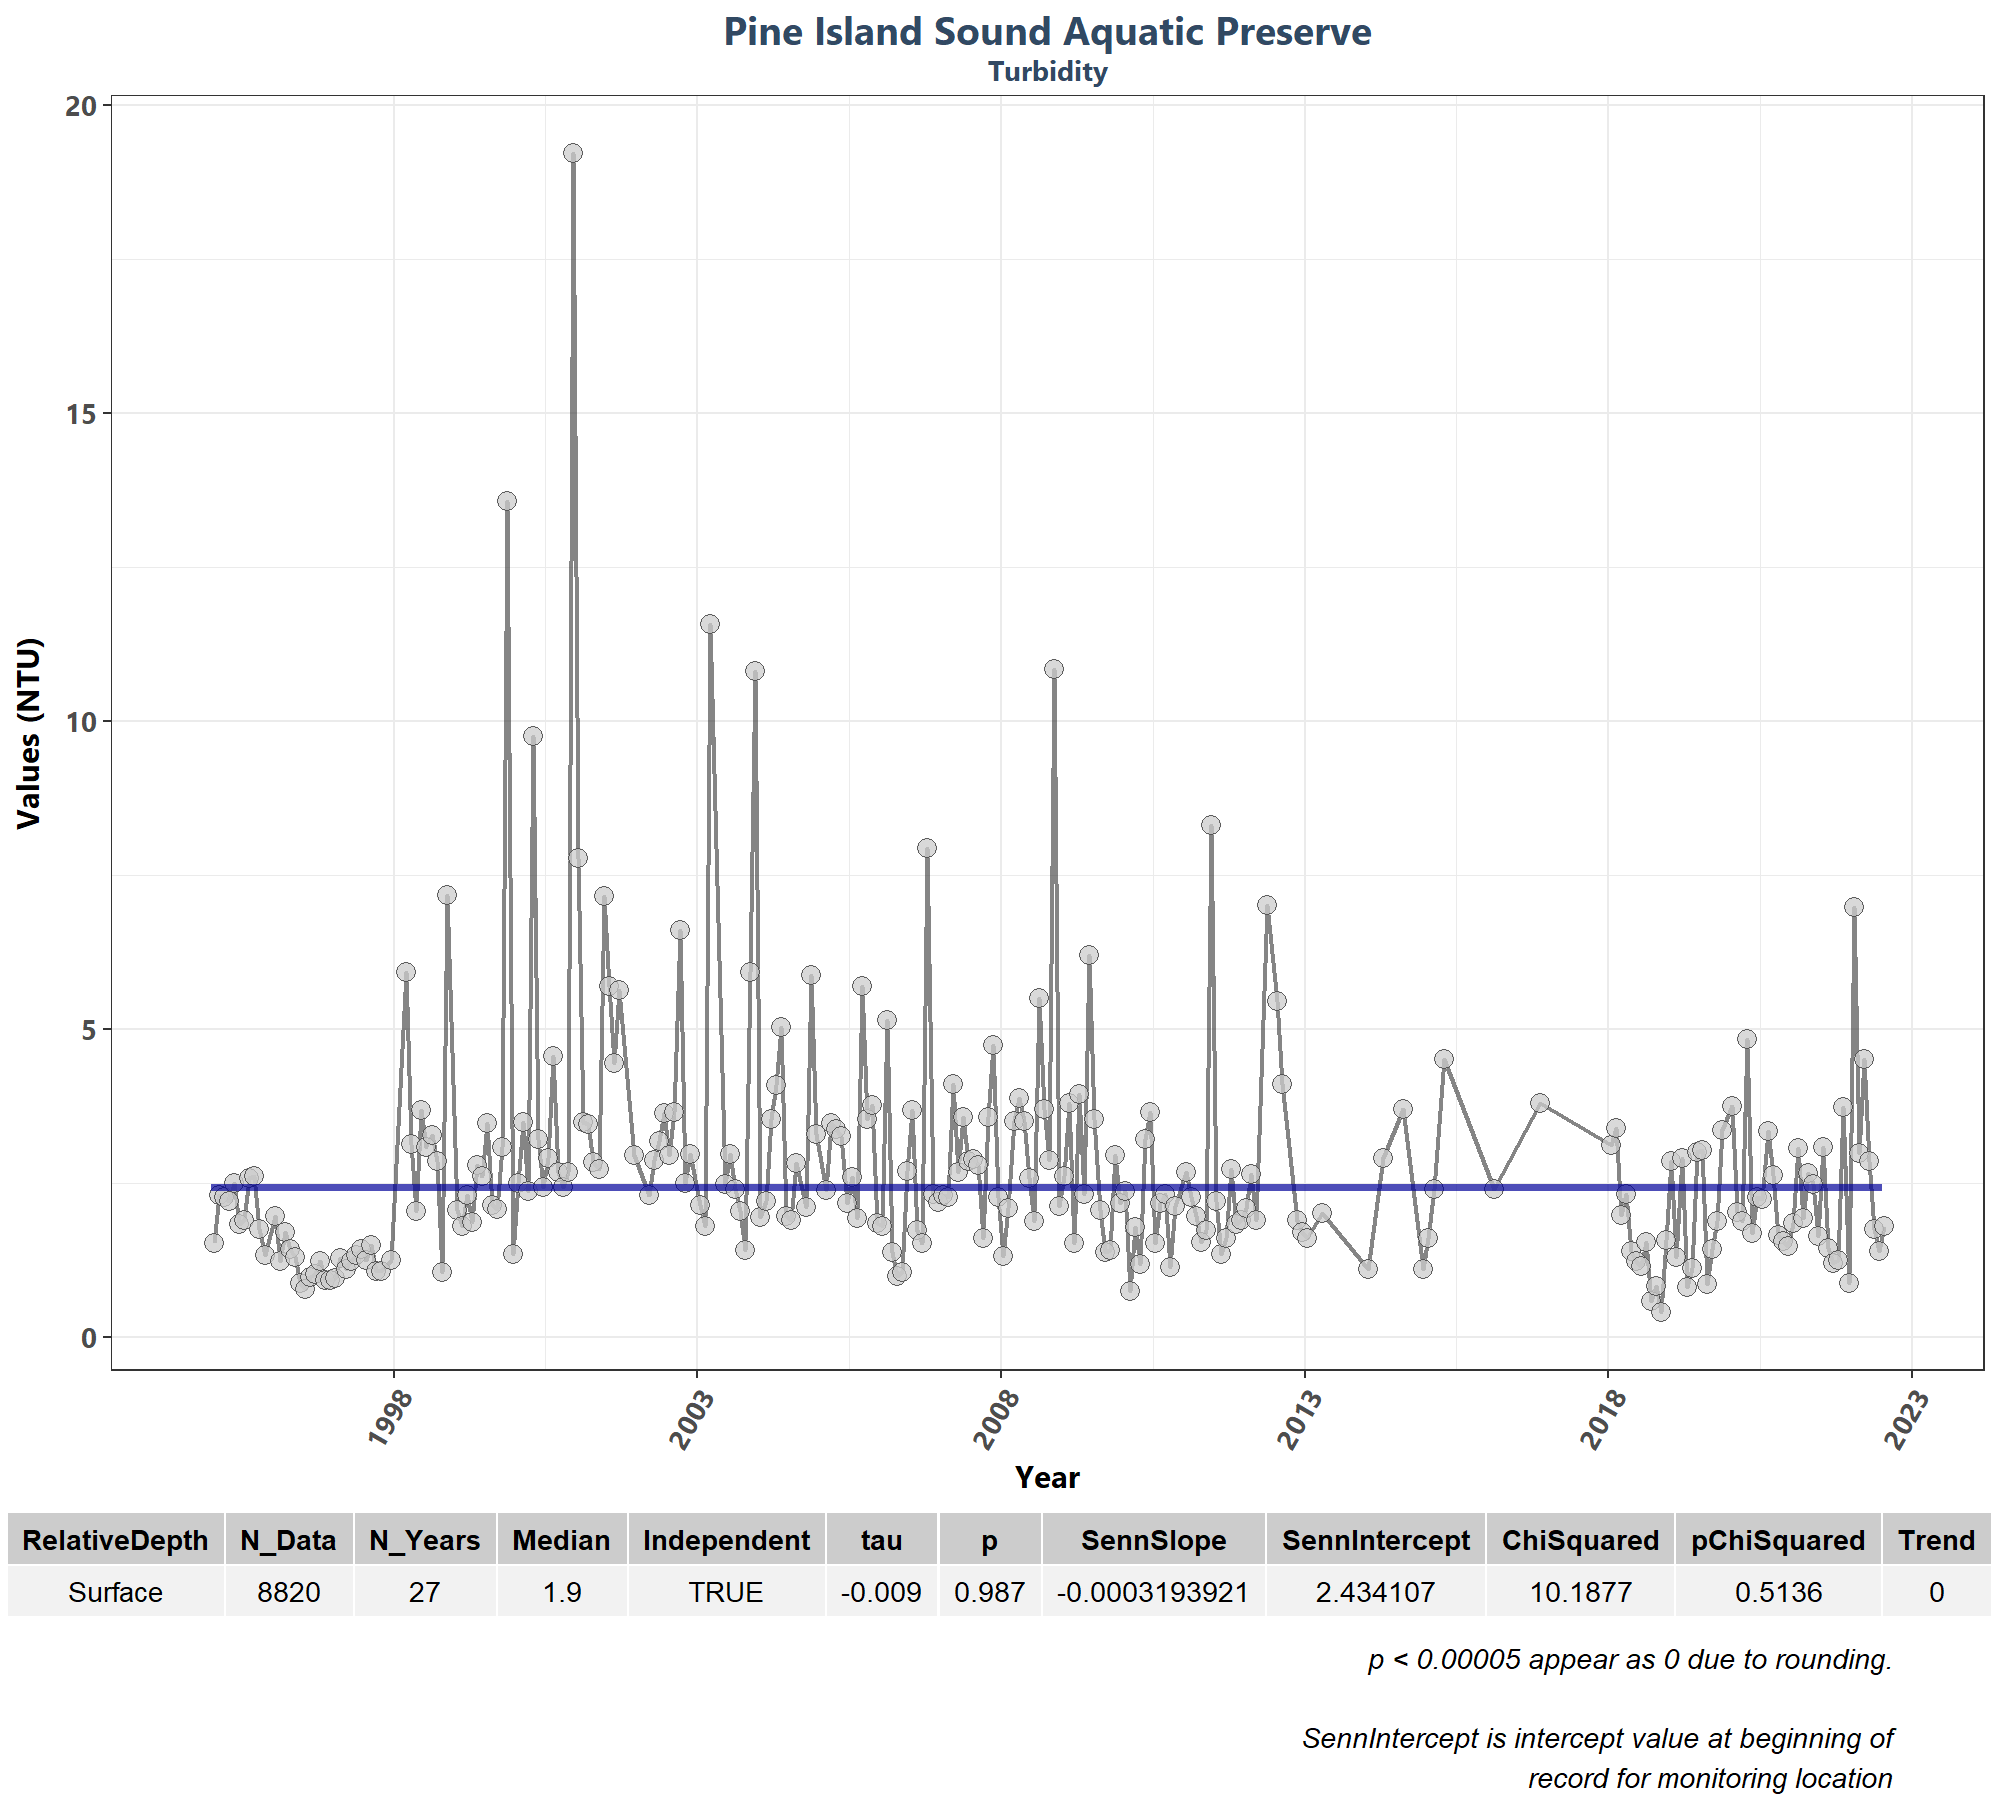 Pine Island Sound Aquatic Preserve
Turbidity
20
15
10
5
0
Values (NTU)
1998
2003
2008
2013
2018
2023
Year
RelativeDepth N_Data N_Years Median Independent tau p SennSlope SennIntercept ChiSquared pChiSquared Trend
Surface 8820 27 1.9 TRUE -0.009 0.987 -0.0003193921 2.434107 10.1877 0.5136 0
p < 0.00005 appear as 0 due to rounding.
SennIntercept is intercept value at beginning of
record for monitoring location